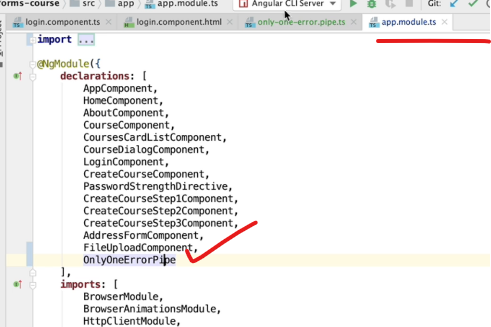 orms-course src app app.module.ts Angular CLI Server Git:
login.component.ts login.component.html only-one-error.pipe.ts app.module.ts
import ...
@NgModule({
declarations: [
AppComponent,
HomeComponent,
AboutComponent,
CourseComponent,
CoursesCardListComponent,
CourseDialogComponent,
LoginComponent,
CreateCourseComponent,
PasswordStrengthDirective,
CreateCourseStep1Component,
CreateCourseStep2Component,
CreateCourseStep3Component,
AddressFormComponent,
FileUploadComponent,
OnlyOneErrorPipe
],
imports: [
BrowserModule,
BrowserAnimationsModule,
HttpClientModule,